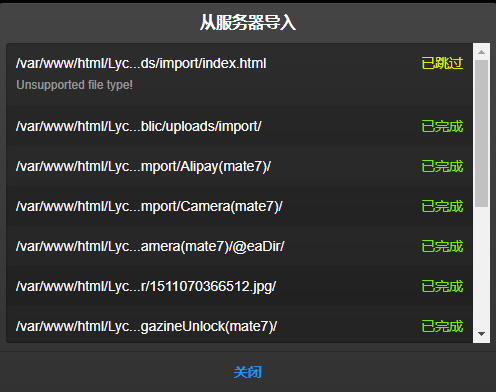 从服务器导入
/var/www/html/Lyc...ds/import/index.html 已跳过
Unsupported file type!
/var/www/html/Lyc...blic/uploads/import/ 已完成
/var/www/html/Lyc...mport/Alipay(mate7)/ 已完成
/var/www/html/Lyc...mport/Camera(mate7)/ 已完成
/var/www/html/Lyc...amera(mate7)/@eaDir/ 已完成
/var/www/html/Lyc...r/1511070366512.jpg/ 已完成
/var/www/html/Lyc...gazineUnlock(mate7)/ 已完成
关闭